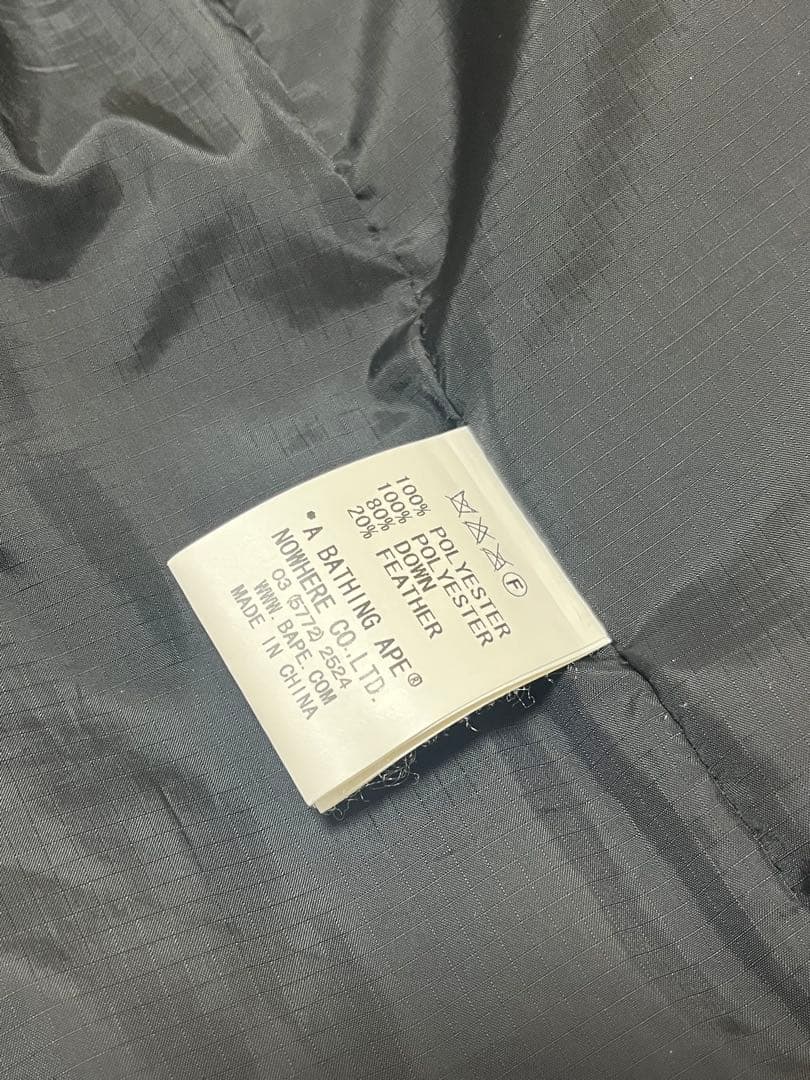 Ⓕ
100% POLYESTER
100% POLYESTER
80% DOWN
20% FEATHER
• A BATHING APE®
NOWHERE CO.,LTD.
03 (5772) 2524
WWW.BAPE.COM
MADE IN CHINA